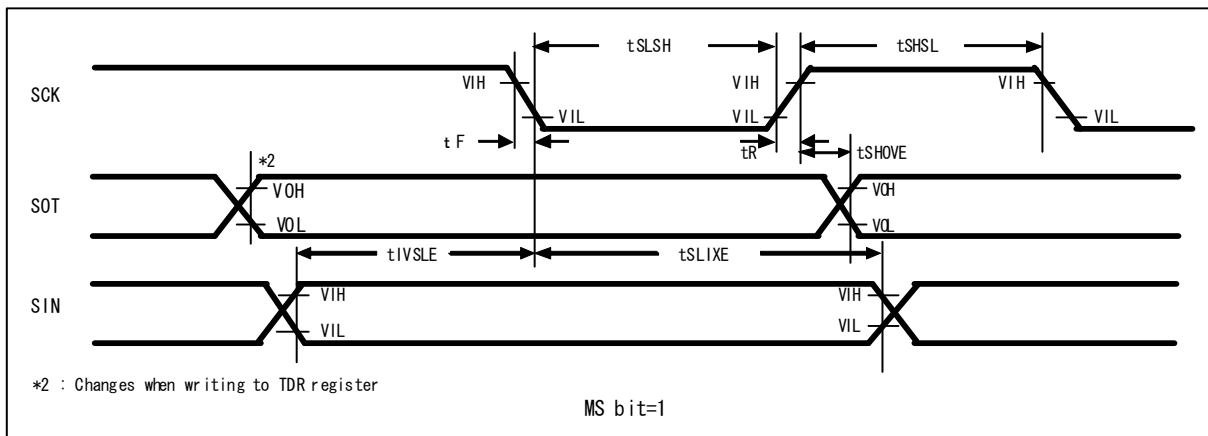 tSLSH
tSHSL
SCK
VIH
VIH
VIH
VIL
VIL
VIL
tF
tR
tSHOVE
*2
SOT
VOH
VOH
VOL
VOL
tIVSLE
tSLIXE
SIN
VIH
VIH
VIL
VIL
*2 : Changes when writing to TDR register
MS bit=1